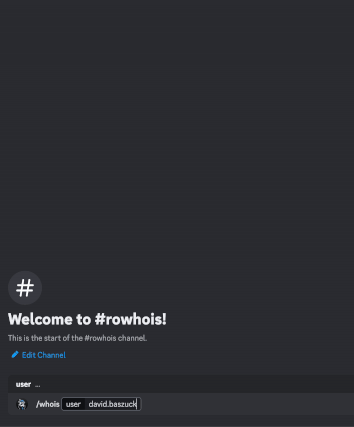 #
Welcome to #rowhois!
This is the start of the #rowhois channel.
Edit Channel
user ...
/whois user david.baszuck